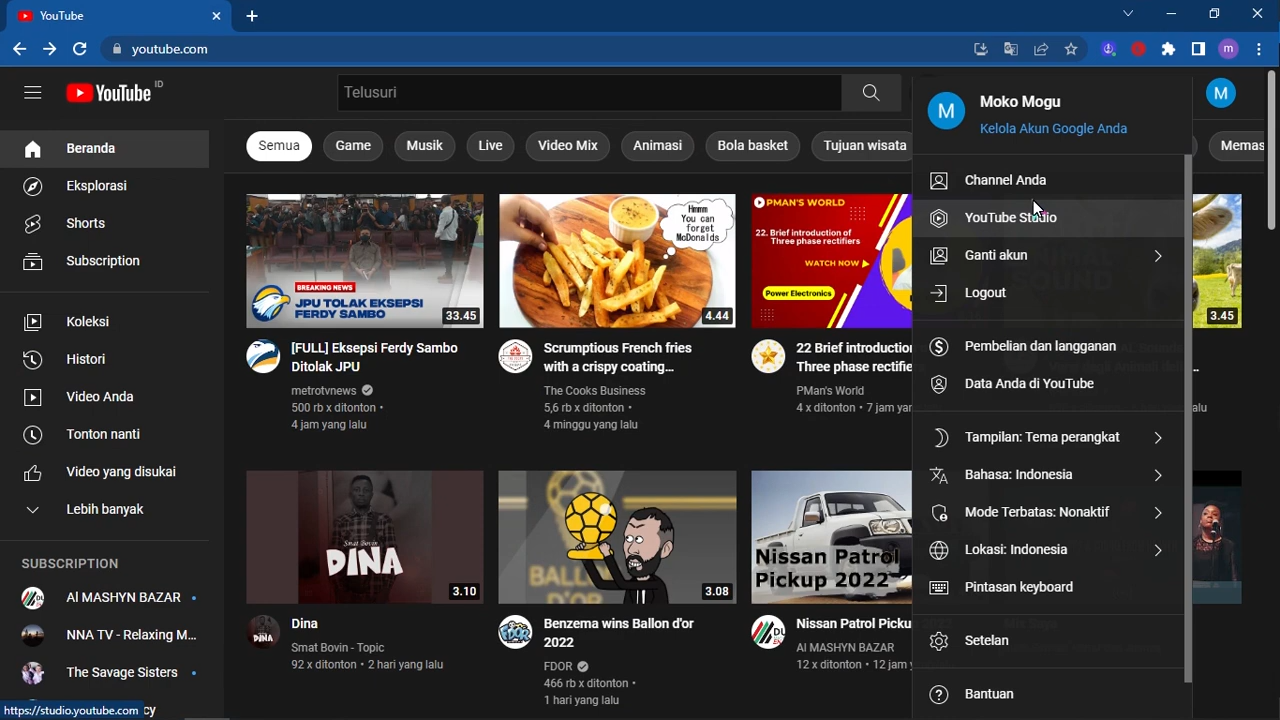 YouTube
youtube.com
m
YouTube ID
Telusuri
M
Beranda
Eksplorasi
Shorts
Subscription
Koleksi
Histori
Video Anda
Tonton nanti
Video yang disukai
Lebih banyak
SUBSCRIPTION
Al MASHYN BAZAR
NNA TV - Relaxing M...
The Savage Sisters
https://studio.youtube.com
cy
Semua
Game
Musik
Live
Video Mix
Animasi
Bola basket
Tujuan wisata
Memas
BREAKING NEWS
JPU TOLAK EKSEPSI
FERDY SAMBO
33.45
[FULL] Eksepsi Ferdy Sambo
Ditolak JPU
metrotvnews
500 rb x ditonton •
4 jam yang lalu
Hmmm
You can
forget
McDonalds
4.44
Scrumptious French fries
with a crispy coating...
The Cooks Business
5,6 rb x ditonton •
4 minggu yang lalu
PMAN'S WORLD
22. Brief introduction of
Three phase rectifiers
WATCH NOW
Power Electronics
22 Brief introduction
Three phase rectifie
PMan's World
4 x ditonton • 7 jam yar
3.45
lalu
Smat Bovin
DINA
3.10
DINA
Dina
Smat Bovin - Topic
92 x ditonton • 2 hari yang lalu
BALLON
D'OR
3.08
FDOR
Benzema wins Ballon d'or
2022
FDOR
466 rb x ditonton •
1 hari yang lalu
Nissan Patrol
Pickup 2022
Nissan Patrol Picku
Al MASHYN BAZAR
12 x ditonton • 12 jam y
M
Moko Mogu
Kelola Akun Google Anda
Channel Anda
YouTube Studio
Ganti akun
Logout
Pembelian dan langganan
Data Anda di YouTube
Tampilan: Tema perangkat
Bahasa: Indonesia
Mode Terbatas: Nonaktif
Lokasi: Indonesia
Pintasan keyboard
Setelan
Bantuan